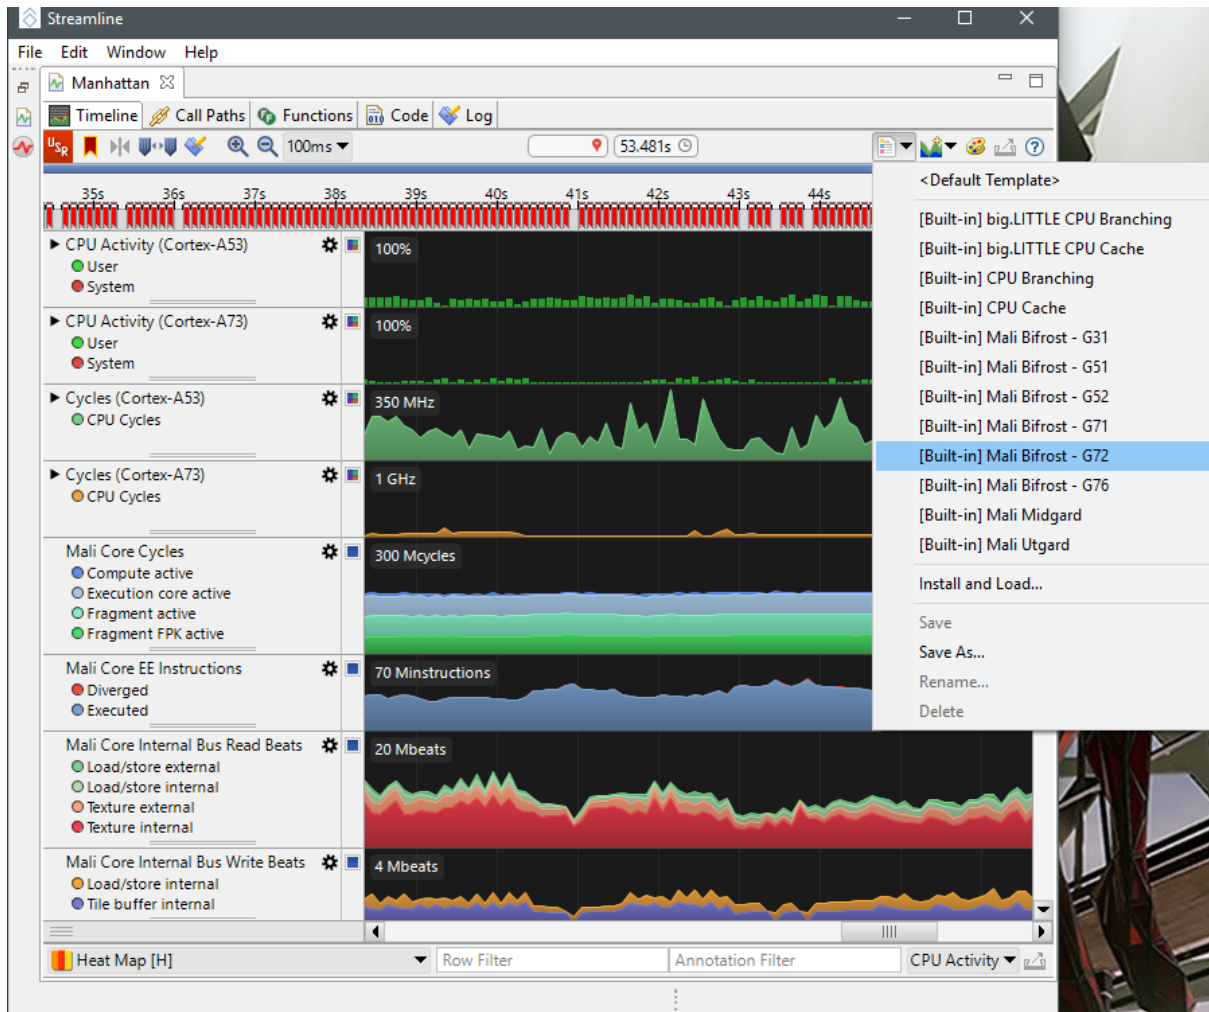 Streamline
File Edit Window Help
Manhattan
Timeline Call Paths Functions Code Log
USR 100ms 53.481s
35s 36s 37s 38s 39s 40s 41s 42s 43s 44s
CPU Activity (Cortex-A53)
User
System
100%
CPU Activity (Cortex-A73)
User
System
100%
Cycles (Cortex-A53)
CPU Cycles
350 MHz
Cycles (Cortex-A73)
CPU Cycles
1 GHz
Mali Core Cycles
Compute active
Execution core active
Fragment active
Fragment FPK active
300 Mcycles
Mali Core EE Instructions
Diverged
Executed
70 Minstructions
Mali Core Internal Bus Read Beats
Load/store external
Load/store internal
Texture external
Texture internal
20 Mbeats
Mali Core Internal Bus Write Beats
Load/store internal
Tile buffer internal
4 Mbeats
<Default Template>
[Built-in] big.LITTLE CPU Branching
[Built-in] big.LITTLE CPU Cache
[Built-in] CPU Branching
[Built-in] CPU Cache
[Built-in] Mali Bifrost - G31
[Built-in] Mali Bifrost - G51
[Built-in] Mali Bifrost - G52
[Built-in] Mali Bifrost - G71
[Built-in] Mali Bifrost - G72
[Built-in] Mali Bifrost - G76
[Built-in] Mali Midgard
[Built-in] Mali Utgard
Install and Load...
Save
Save As...
Rename...
Delete
Heat Map [H] Row Filter Annotation Filter CPU Activity